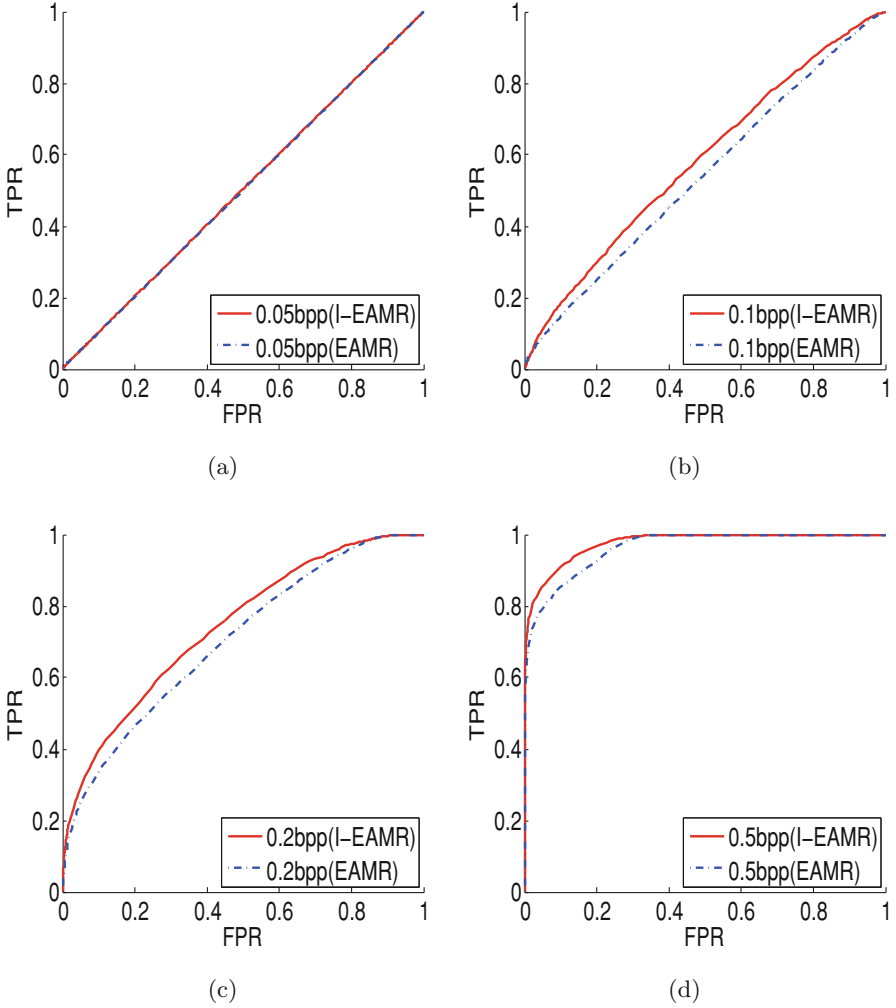 1
0.8
0.6
0.4
0.2
0
TPR
0.05bpp(I-EAMR)
0.05bpp(EAMR)
0 0.2 0.4 0.6 0.8 1
FPR
(a)
1
0.8
0.6
0.4
0.2
0
TPR
0.1bpp(I-EAMR)
0.1bpp(EAMR)
0 0.2 0.4 0.6 0.8 1
FPR
(b)
1
0.8
0.6
0.4
0.2
0
TPR
0.2bpp(I-EAMR)
0.2bpp(EAMR)
0 0.2 0.4 0.6 0.8 1
FPR
(c)
1
0.8
0.6
0.4
0.2
0
TPR
0.5bpp(I-EAMR)
0.5bpp(EAMR)
0 0.2 0.4 0.6 0.8 1
FPR
(d)